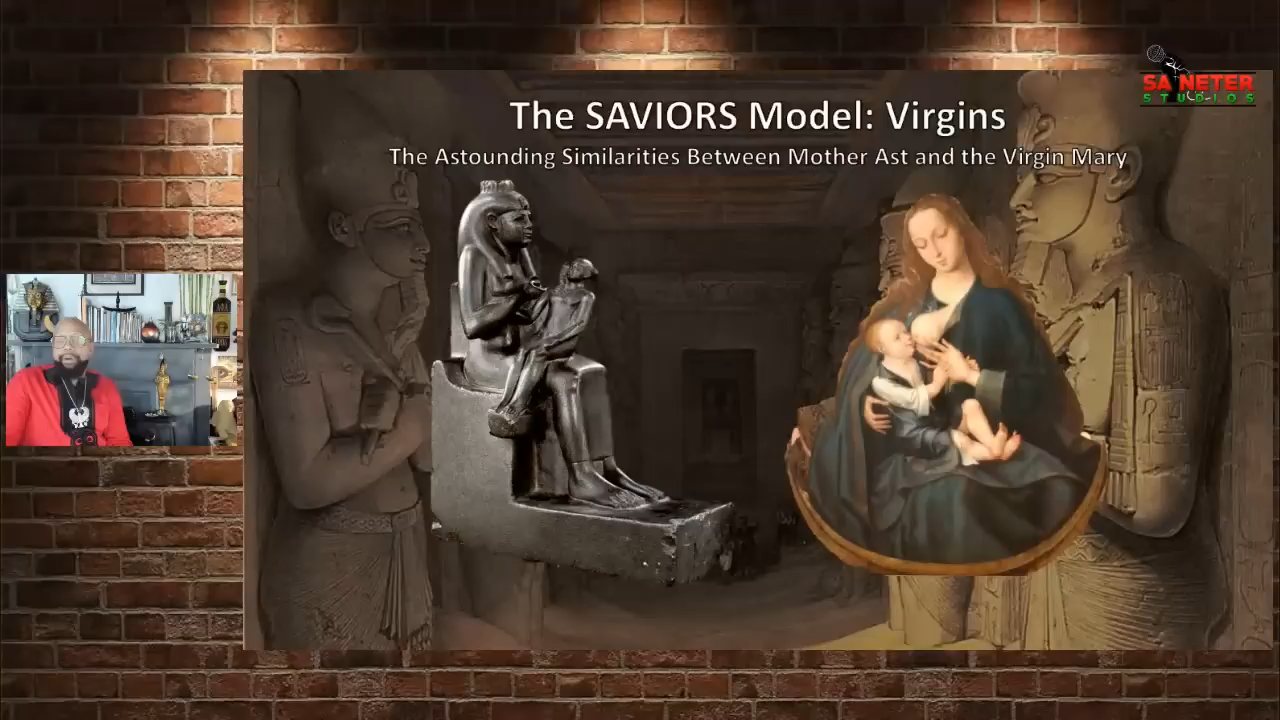 SA NETER
STUDIOS
The SAVIORS Model: Virgins
The Astounding Similarities Between Mother Ast and the Virgin Mary